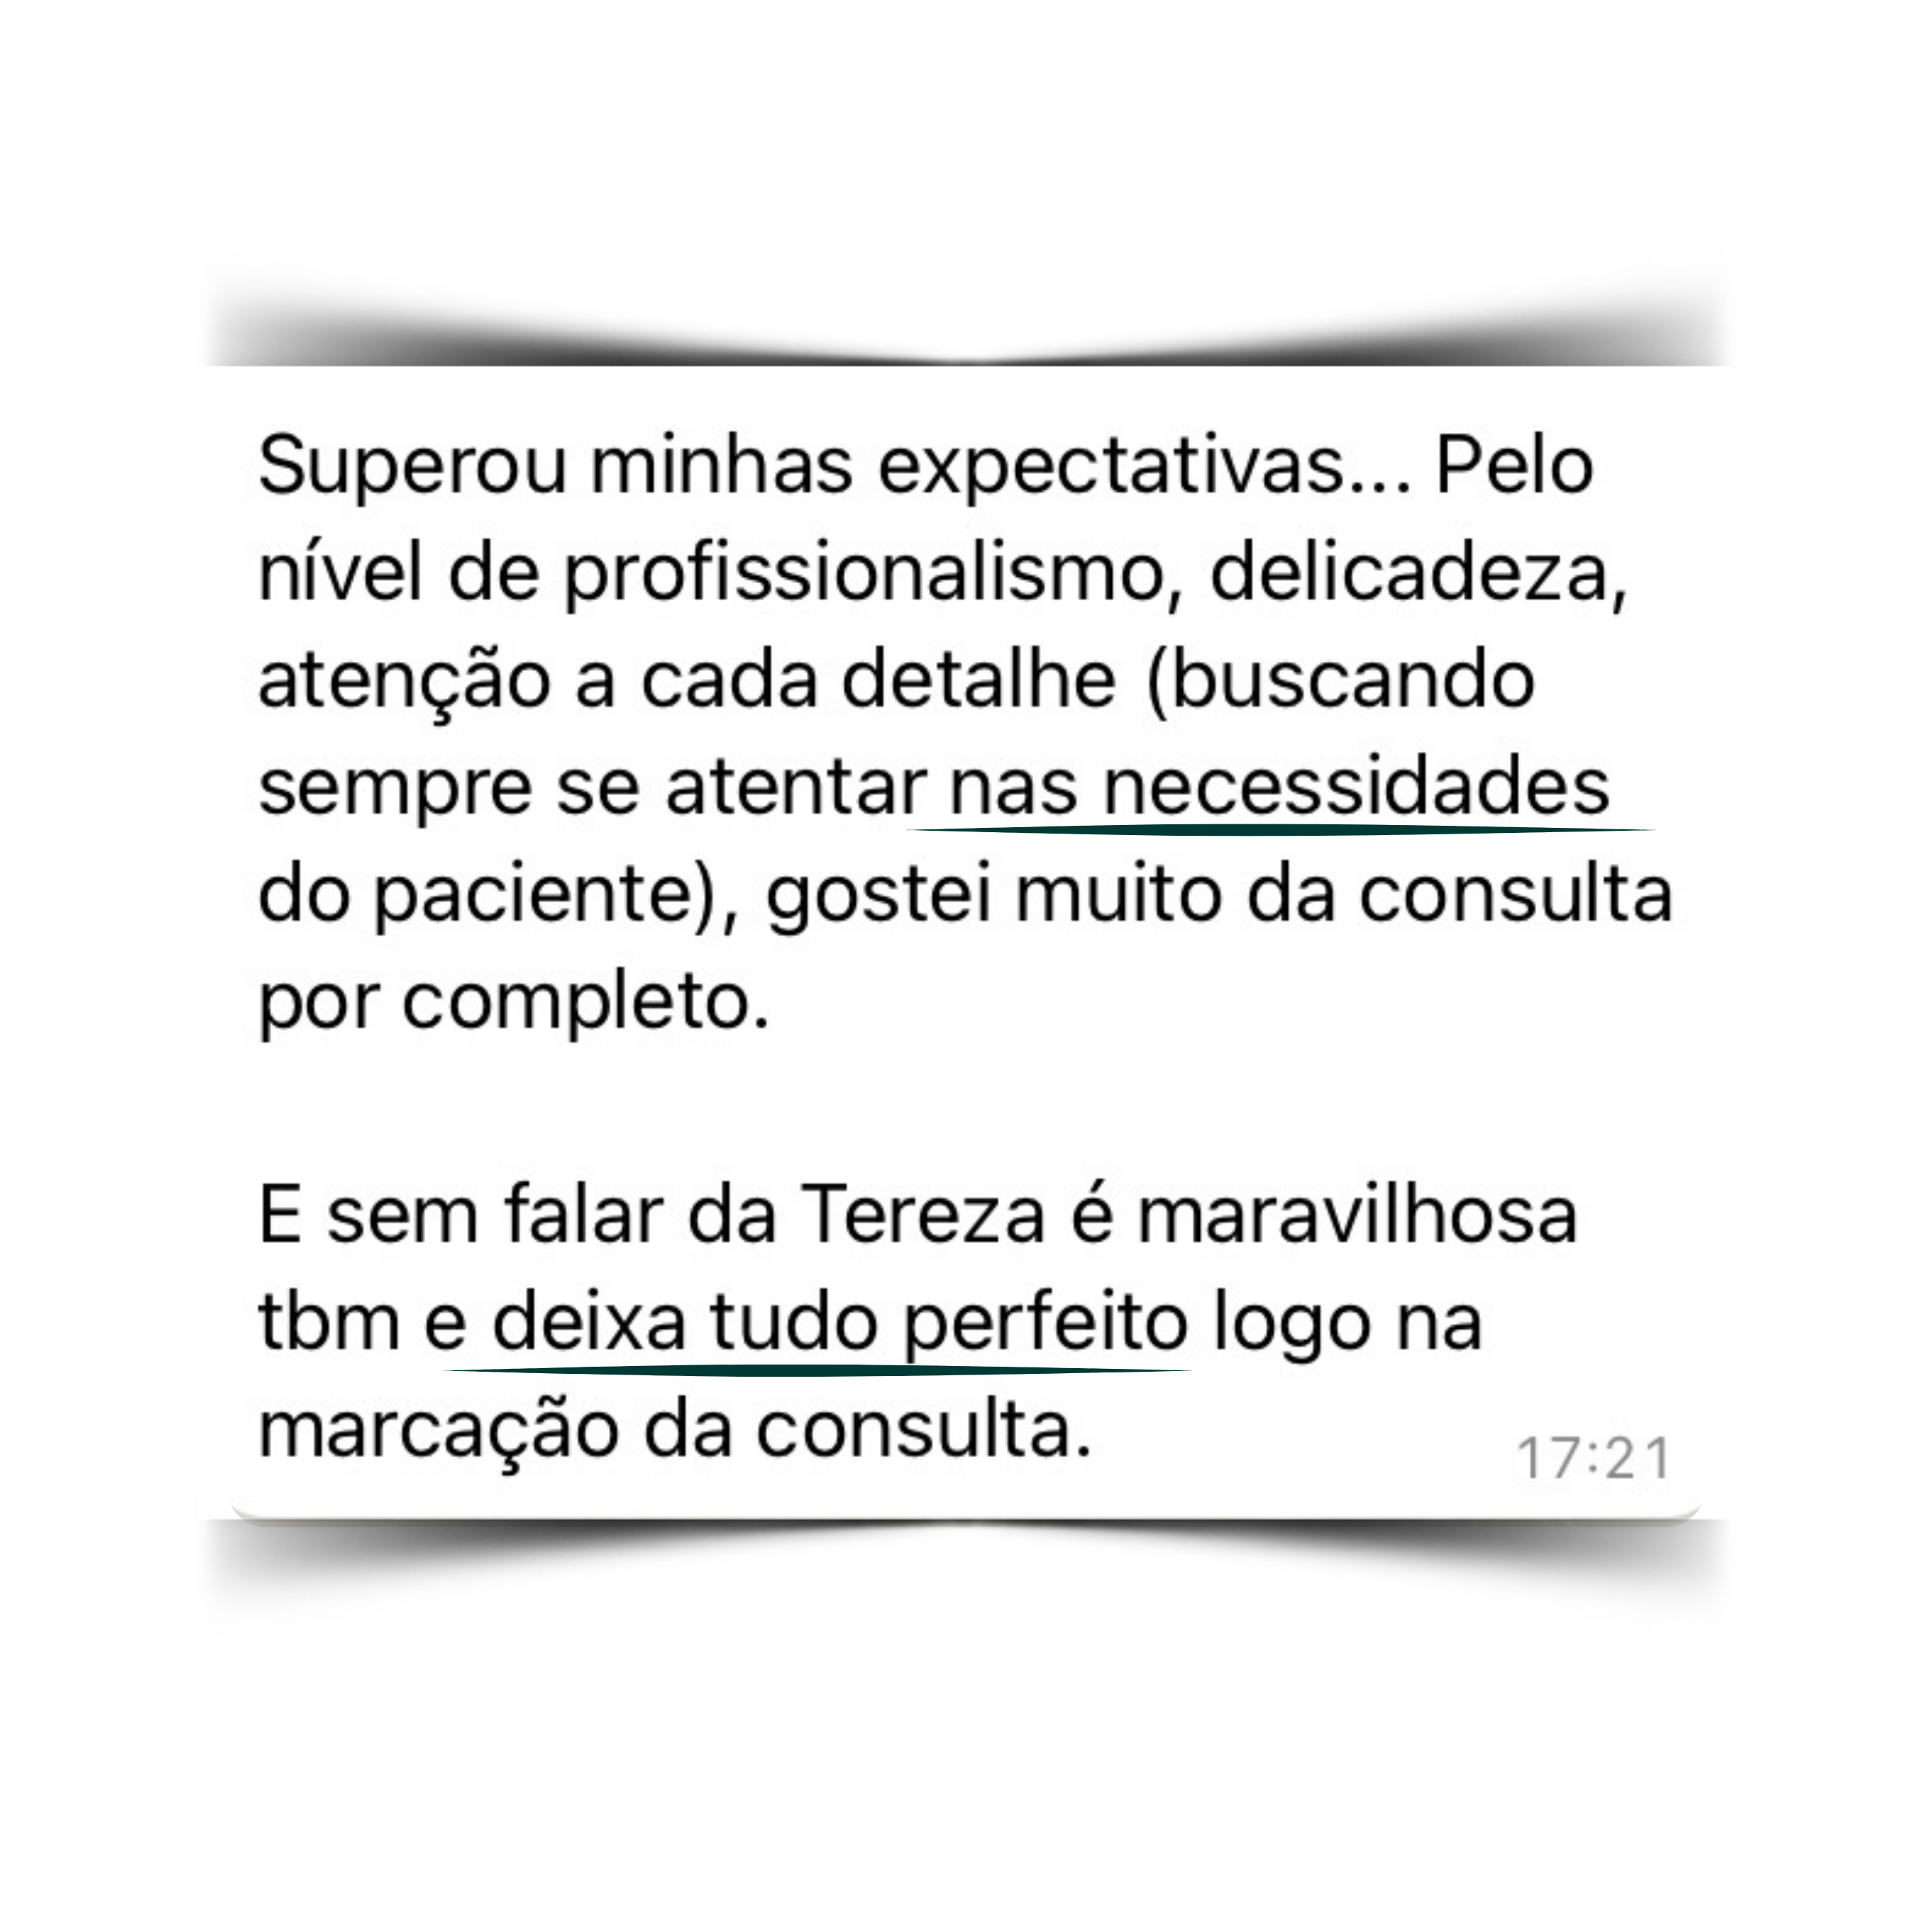 Superou minhas expectativas... Pelo
nível de profissionalismo, delicadeza,
atenção a cada detalhe (buscando
sempre se atentar nas necessidades
do paciente), gostei muito da consulta
por completo.
E sem falar da Tereza é maravilhosa
tbm e deixa tudo perfeito logo na
marcação da consulta.
17:21